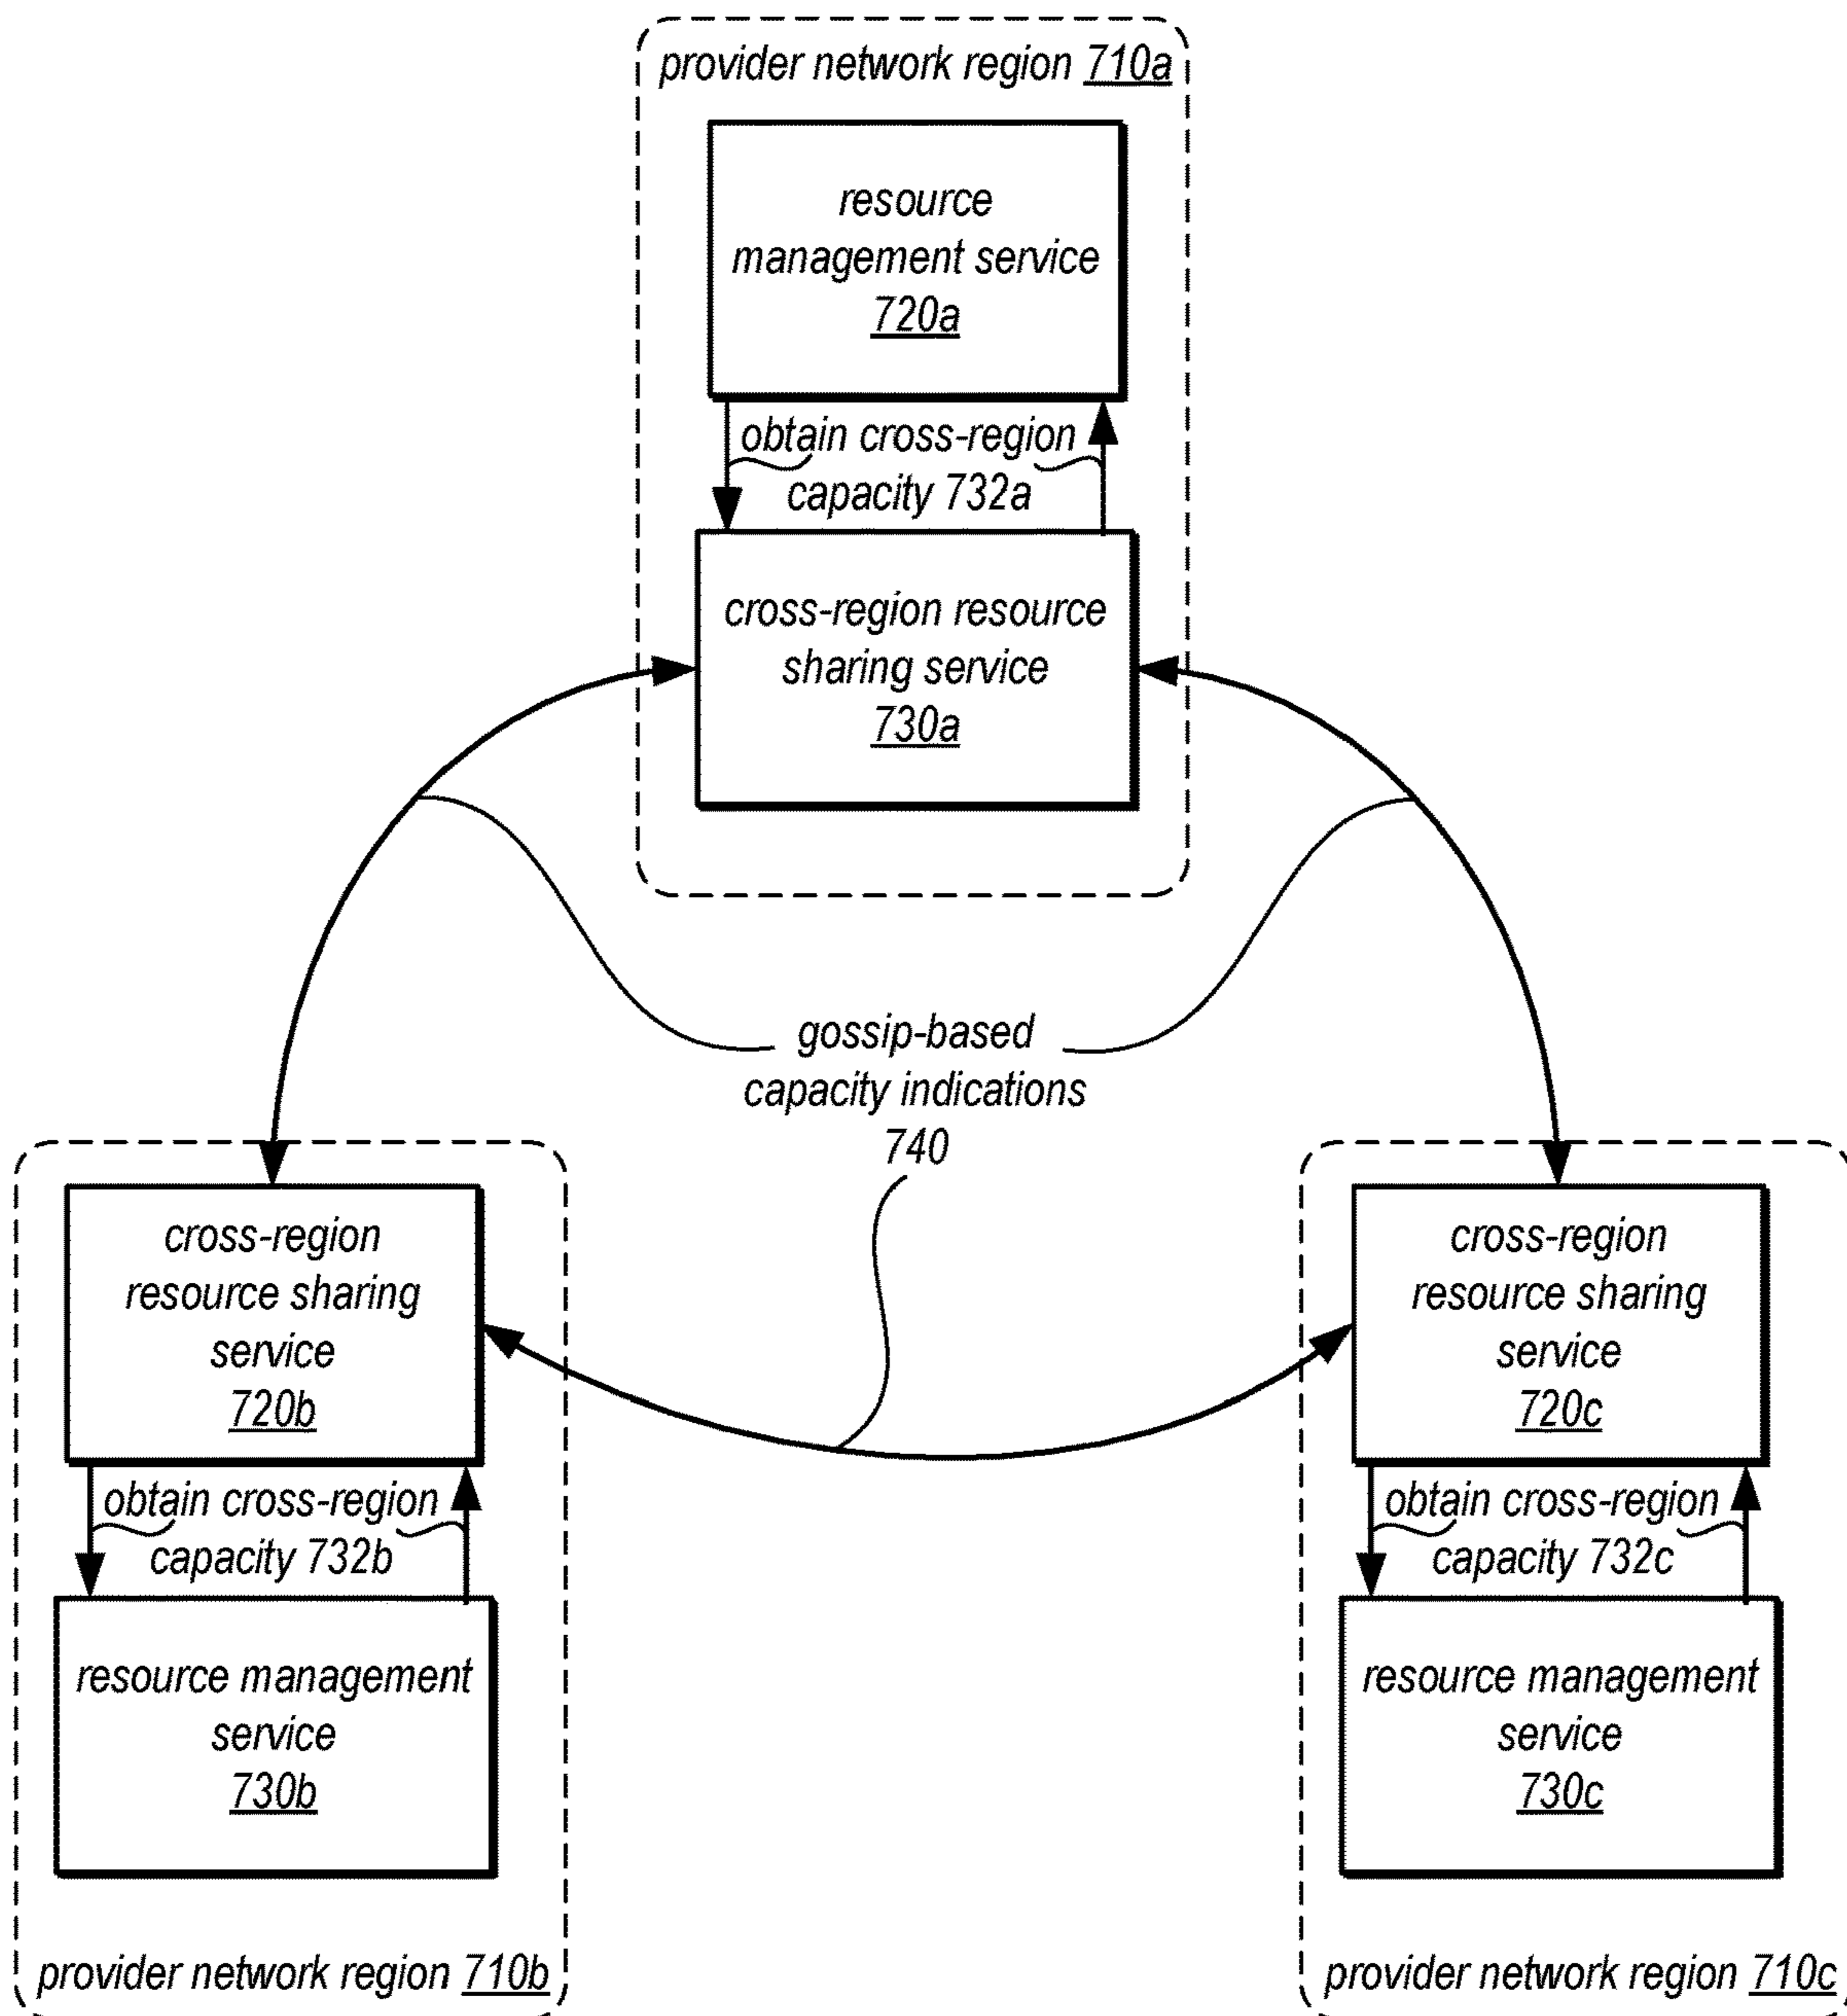 provider network region 710a
resource
management service
720a
obtain cross-region
capacity 732a
cross-region resource
sharing service
730a
gossip-based
capacity indications
740
cross-region
resource sharing
service
720b
obtain cross-region
capacity 732b
resource management
service
730b
provider network region 710b
cross-region
resource sharing
service
720c
obtain cross-region
capacity 732c
resource management
service
730c
provider network region 710c